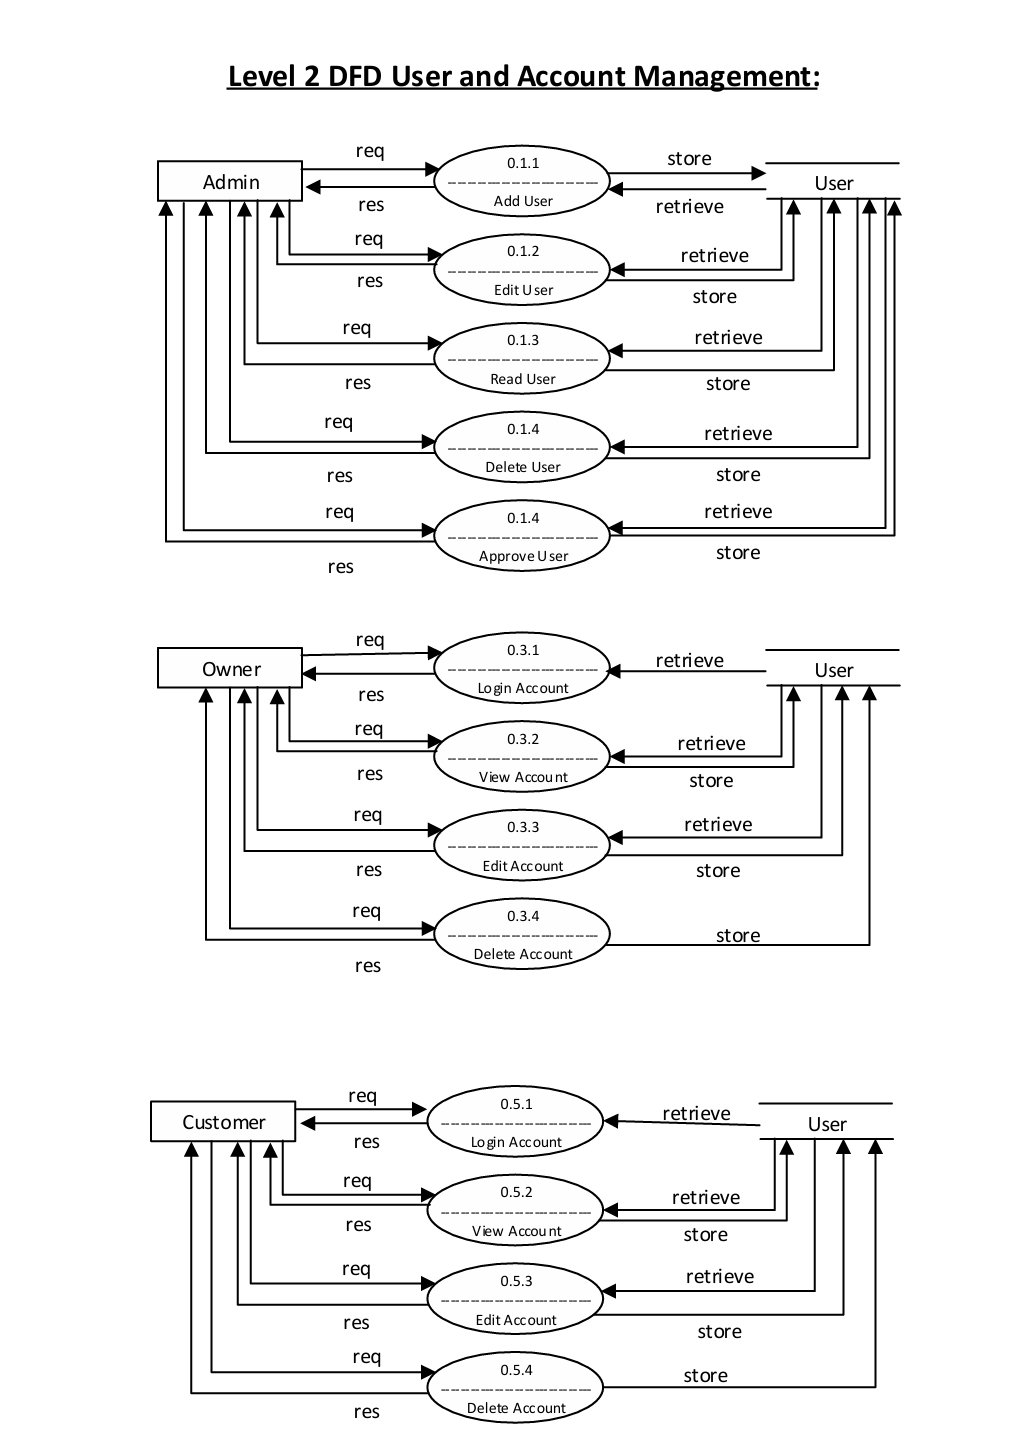 Level 2 DFD User and Account Management:
req
0.1.1
store
Admin
User
Add User
res
retrieve
req
0.1.2
retrieve
res
Edit User
store
req
0.1.3
retrieve
res
Read User
store
req
0.1.4
retrieve
res
Delete User
store
req
0.1.4
retrieve
res
Approve User
store
req
0.3.1
retrieve
Owner
User
res
Login Account
req
0.3.2
retrieve
res
View Account
store
req
0.3.3
retrieve
res
Edit Account
store
req
0.3.4
store
res
Delete Account
req
0.5.1
retrieve
Customer
User
res
Login Account
req
0.5.2
retrieve
res
View Account
store
req
0.5.3
retrieve
res
Edit Account
store
req
0.5.4
store
res
Delete Account